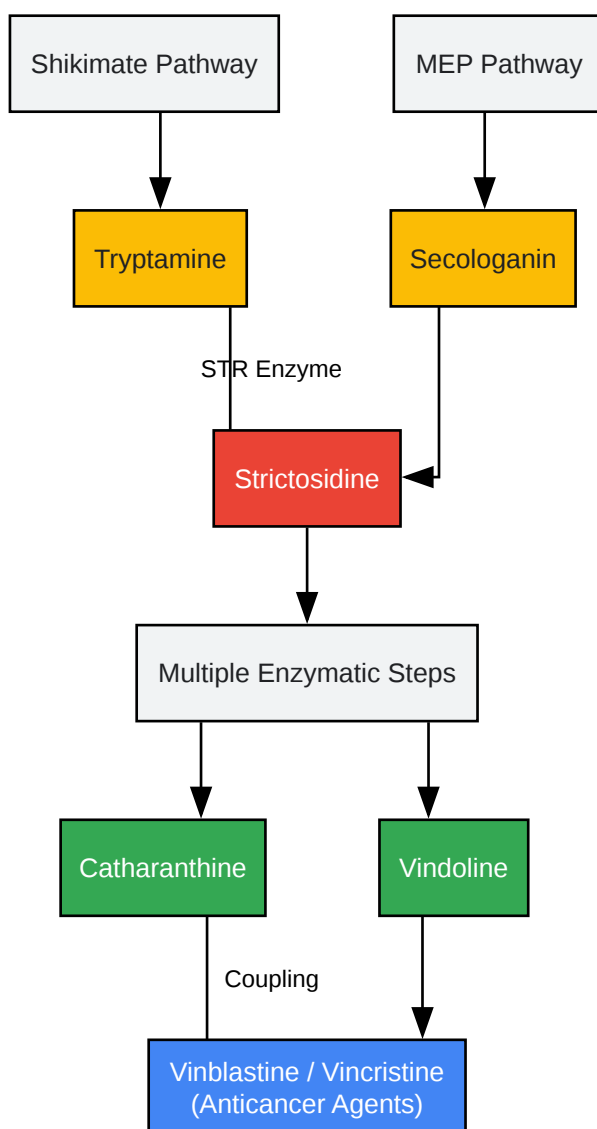 Shikimate Pathway
MEP Pathway
Tryptamine
Secologanin
STR Enzyme
Strictosidine
Multiple Enzymatic Steps
Catharanthine
Vindoline
Coupling
Vinblastine / Vincristine
(Anticancer Agents)